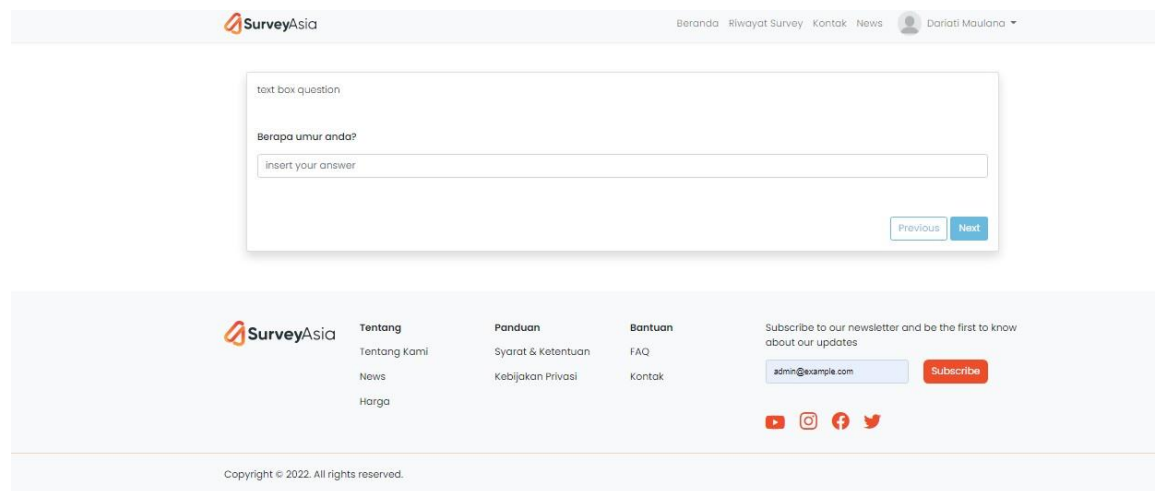 SurveyAsia
Beranda Riwayat Survey Kontak News Dariati Maulana
text box question
Berapa umur anda?
insert your answer
Previous Next
SurveyAsia
Tentang
Tentang Kami
News
Harga
Panduan
Syarat & Ketentuan
Kebijakan Privasi
Bantuan
FAQ
Kontak
Subscribe to our newsletter and be the first to know
about our updates
admin@example.com
Subscribe
Copyright © 2022. All rights reserved.